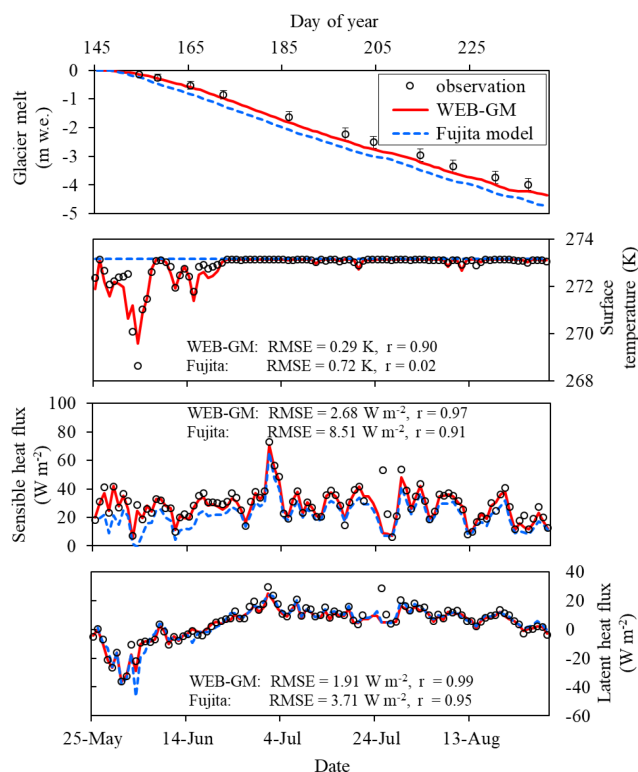 Day of year
145 165 185 205 225
0
-1
-2
-3
-4
-5
Glacier melt
(m w.e.)
observation
WEB-GM
Fujita model
274
272
270
268
Surface
temperature (K)
WEB-GM: RMSE = 0.29 K, r = 0.90
Fujita: RMSE = 0.72 K, r = 0.02
100
80
60
40
20
0
Sensible heat flux
(W m-2)
WEB-GM: RMSE = 2.68 W m-2, r = 0.97
Fujita: RMSE = 8.51 W m-2, r = 0.91
40
20
0
-20
-40
-60
Latent heat flux
(W m-2)
WEB-GM: RMSE = 1.91 W m-2, r = 0.99
Fujita: RMSE = 3.71 W m-2, r = 0.95
25-May 14-Jun 4-Jul 24-Jul 13-Aug
Date